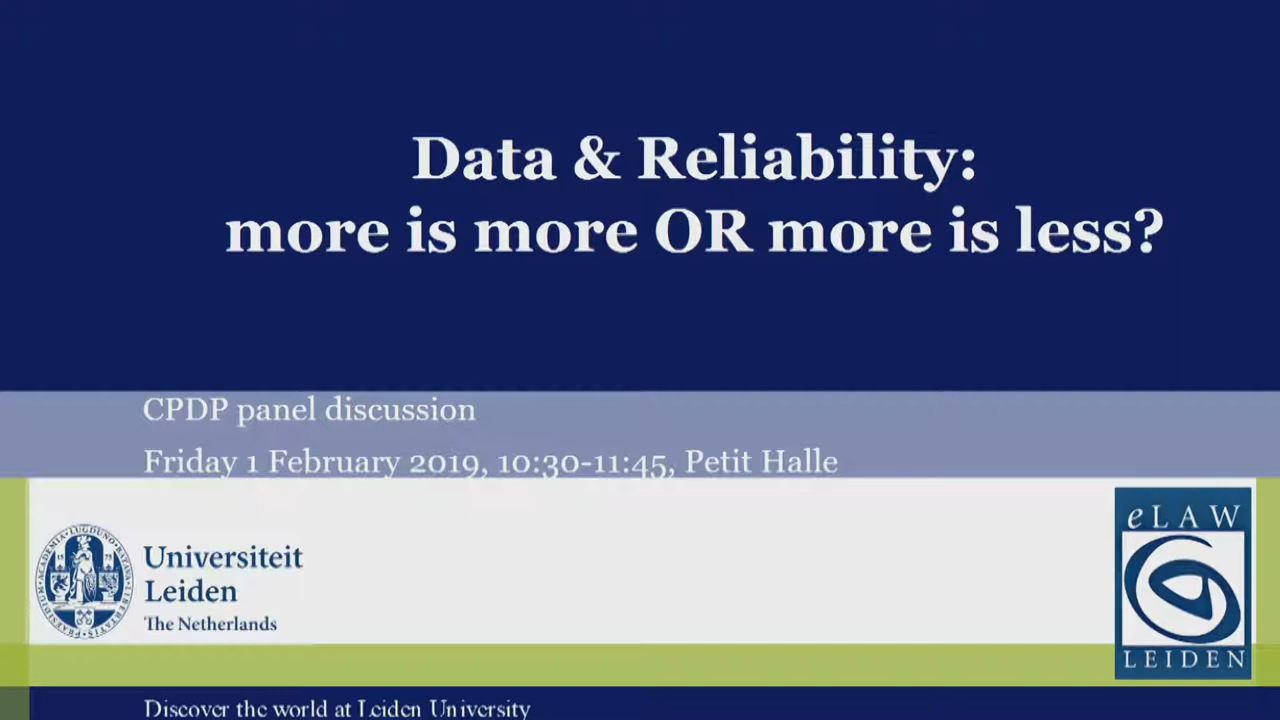 Data & Reliability:
more is more OR more is less?
CPDP panel discussion
Friday 1 February 2019, 10:30-11:45, Petit Halle
Universiteit
Leiden
The Netherlands
eLAW
LEIDEN
Discover the world at Leiden University